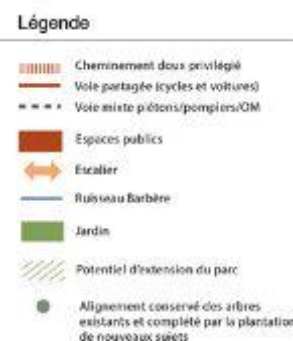 Légende
Cheminement doux privilégié
Voie partagée (cycles et voitures)
Voie mixte piétons/pompiers/OM
Espaces publics
Escalier
Ruisseau Barbère
Jardin
Potentiel d'extension du parc
Alignement conservé des arbres
existants et complété par la plantation
de nouveaux sujets